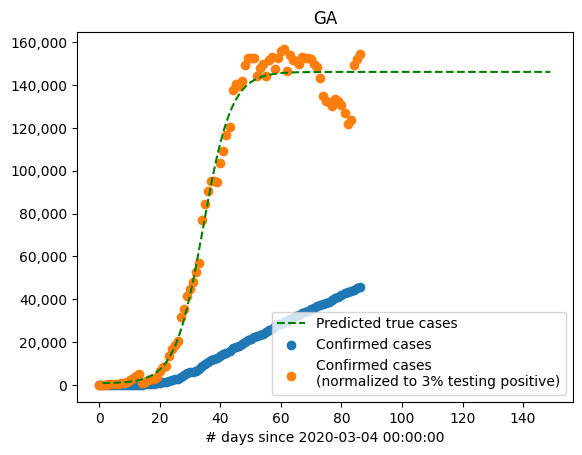 GA
160,000
140,000
120,000
100,000
80,000
60,000
40,000
20,000
0
0 20 40 60 80 100 120 140
# days since 2020-03-04 00:00:00
Predicted true cases
Confirmed cases
Confirmed cases
(normalized to 3% testing positive)